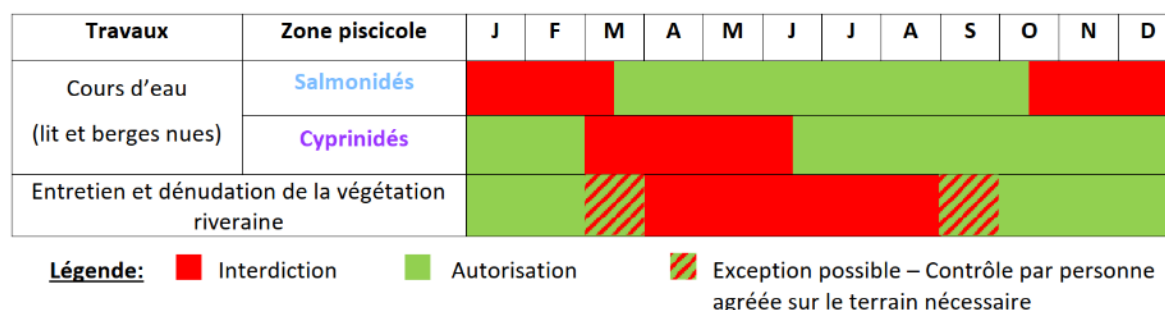 Travaux Zone piscicole J F M A M J J A S O N D
Cours d'eau
(lit et berges nues)
Salmonidés
Cyprinidés
Entretien et dénudation de la végétation
riveraine
Légende: Interdiction Autorisation Exception possible – Contrôle par personne
agréée sur le terrain nécessaire